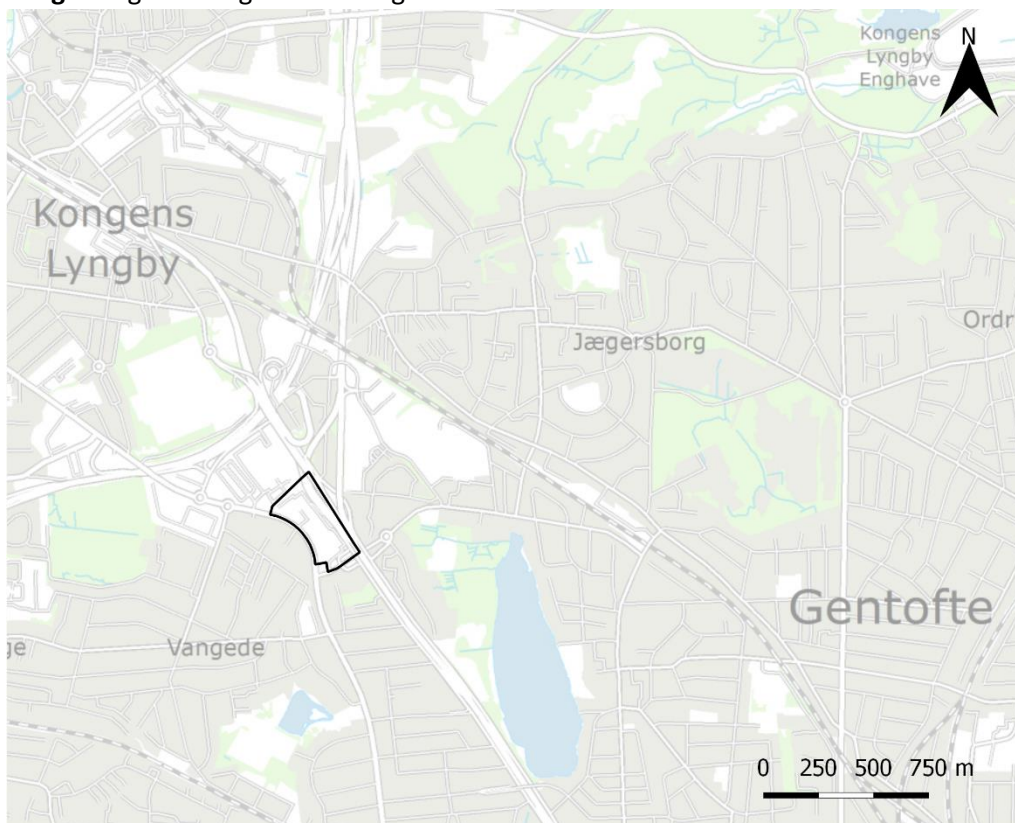 Kongens
Lyngby
Enghave
N
Kongens
Lyngby
Jægersborg
Ordr
Gentofte
Vangede
ge
0 250 500 750 m